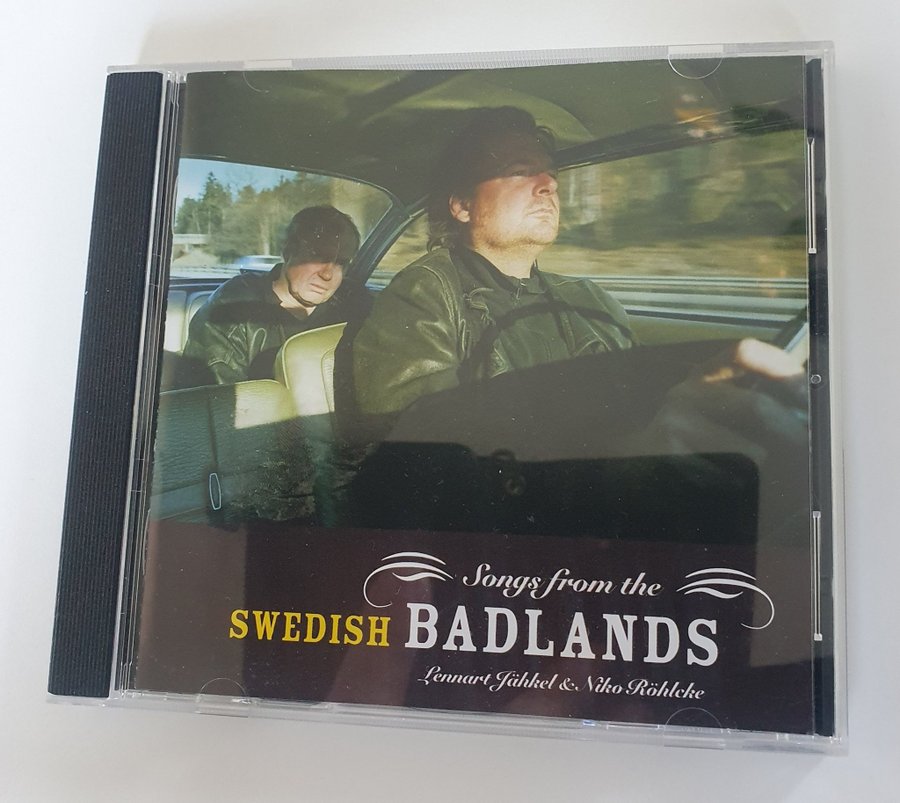 Songs from the
SWEDISH BADLANDS
Lennart Jähkel & Niko Röhlcke